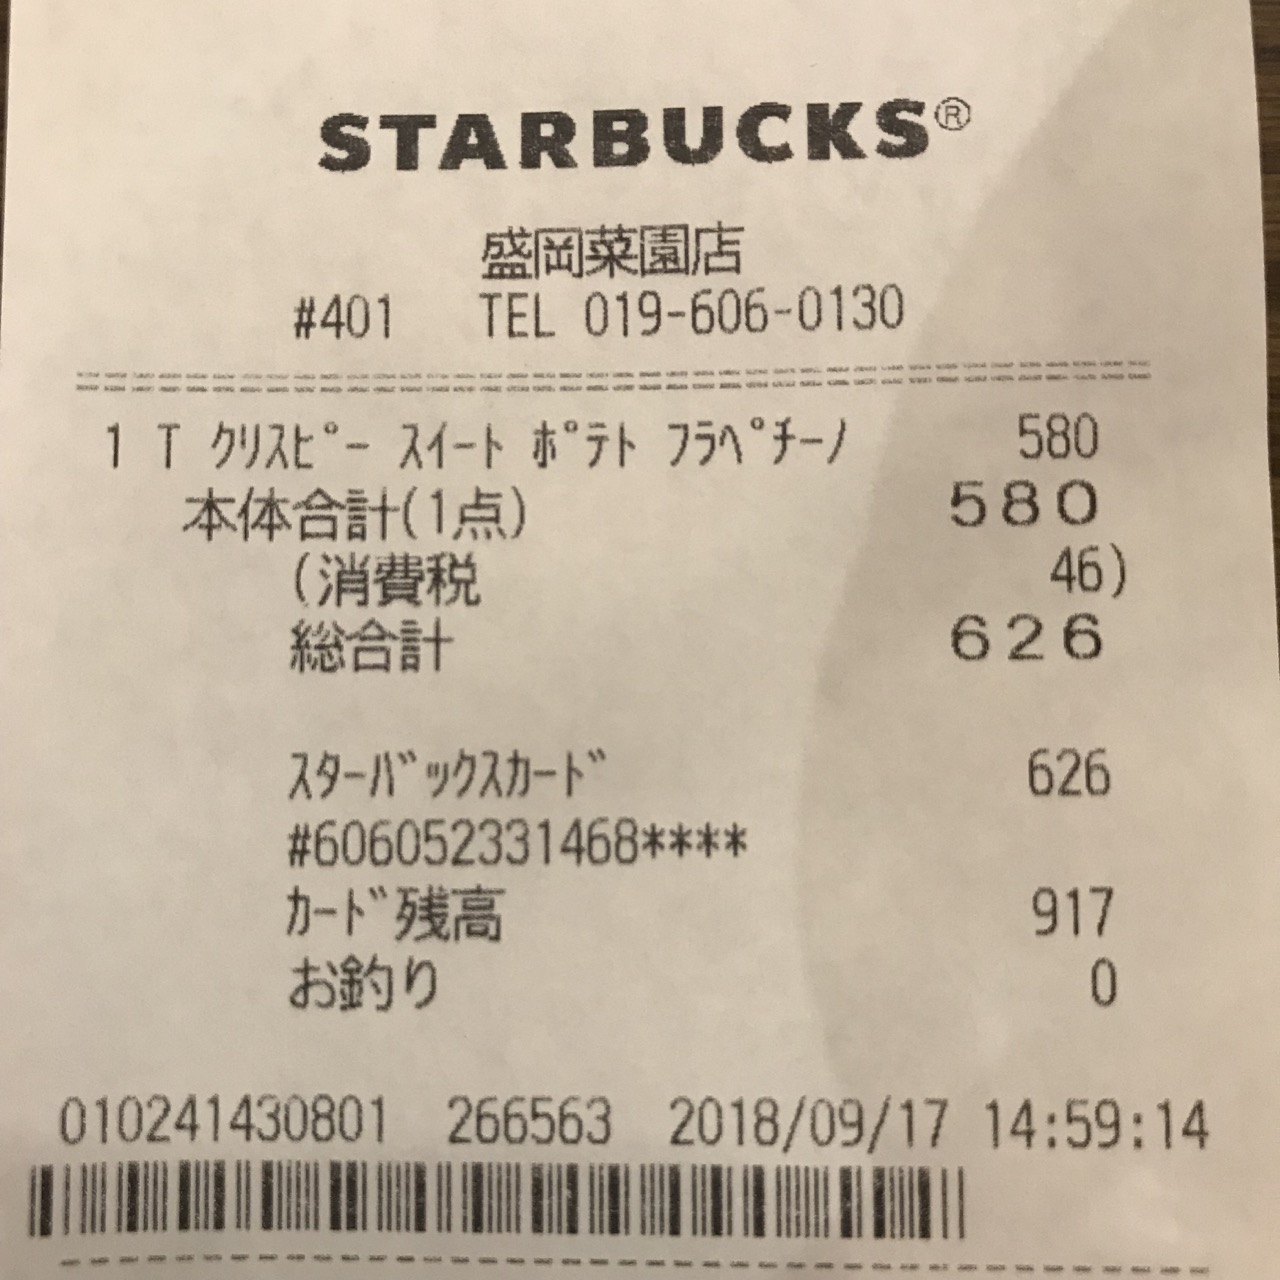 STARBUCKS®
盛岡菜園店
#401 TEL 019-606-0130
1 T ｸﾘｽﾋﾟｰ ｽｲｰﾄ ﾎﾟﾃﾄ ﾌﾗﾍﾟﾁｰﾉ 580
本体合計(1点) 580
(消費税 46)
総合計 626
ｽﾀｰﾊﾞｯｸｽｶｰﾄﾞ 626
#606052331468****
ｶｰﾄﾞ残高 917
お釣り 0
010241430801 266563 2018/09/17 14:59:14